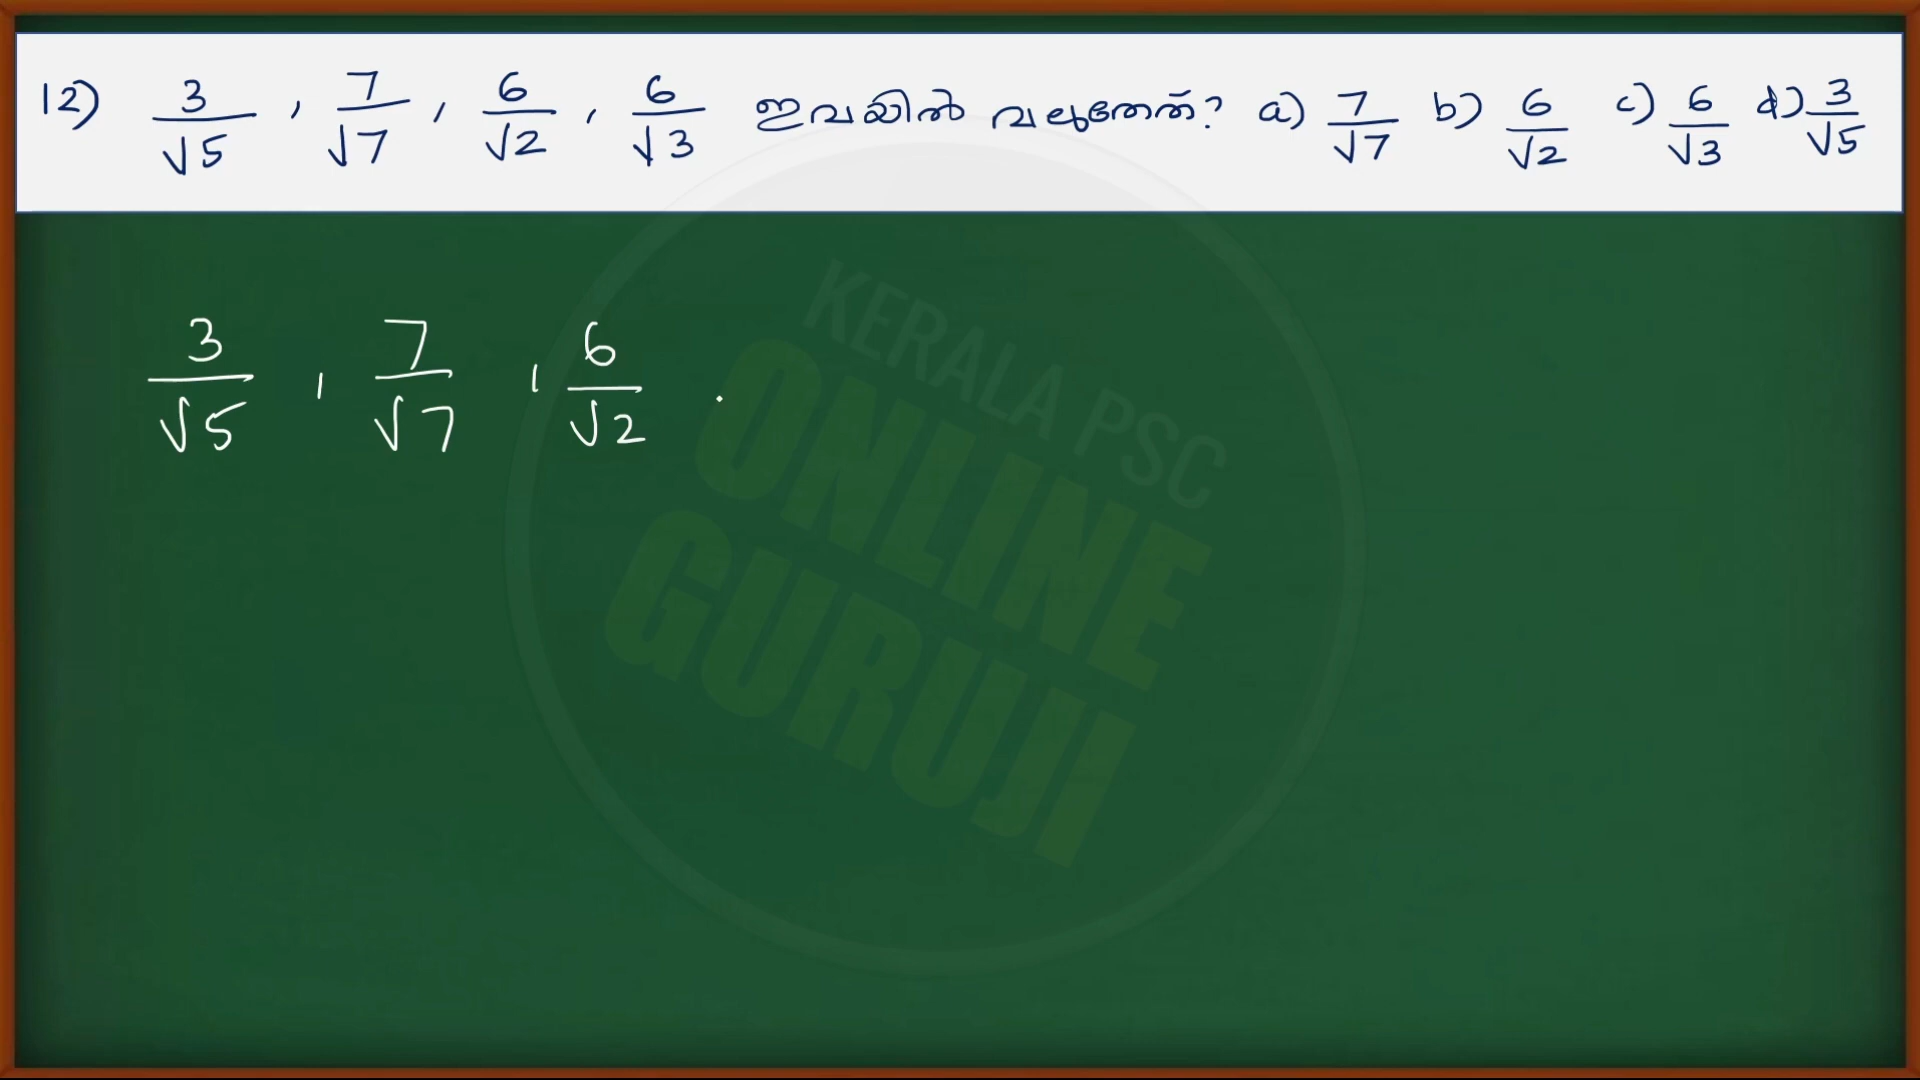 12) 3/√5 , 7/√7 , 6/√2 , 6/√3 ഇവയിൽ വലുതേത്? a) 7/√7 b) 6/√2 c) 6/√3 d) 3/√5
3/√5 , 7/√7 , 6/√2 .
KERALA PSC
ONLINE
GURUJI